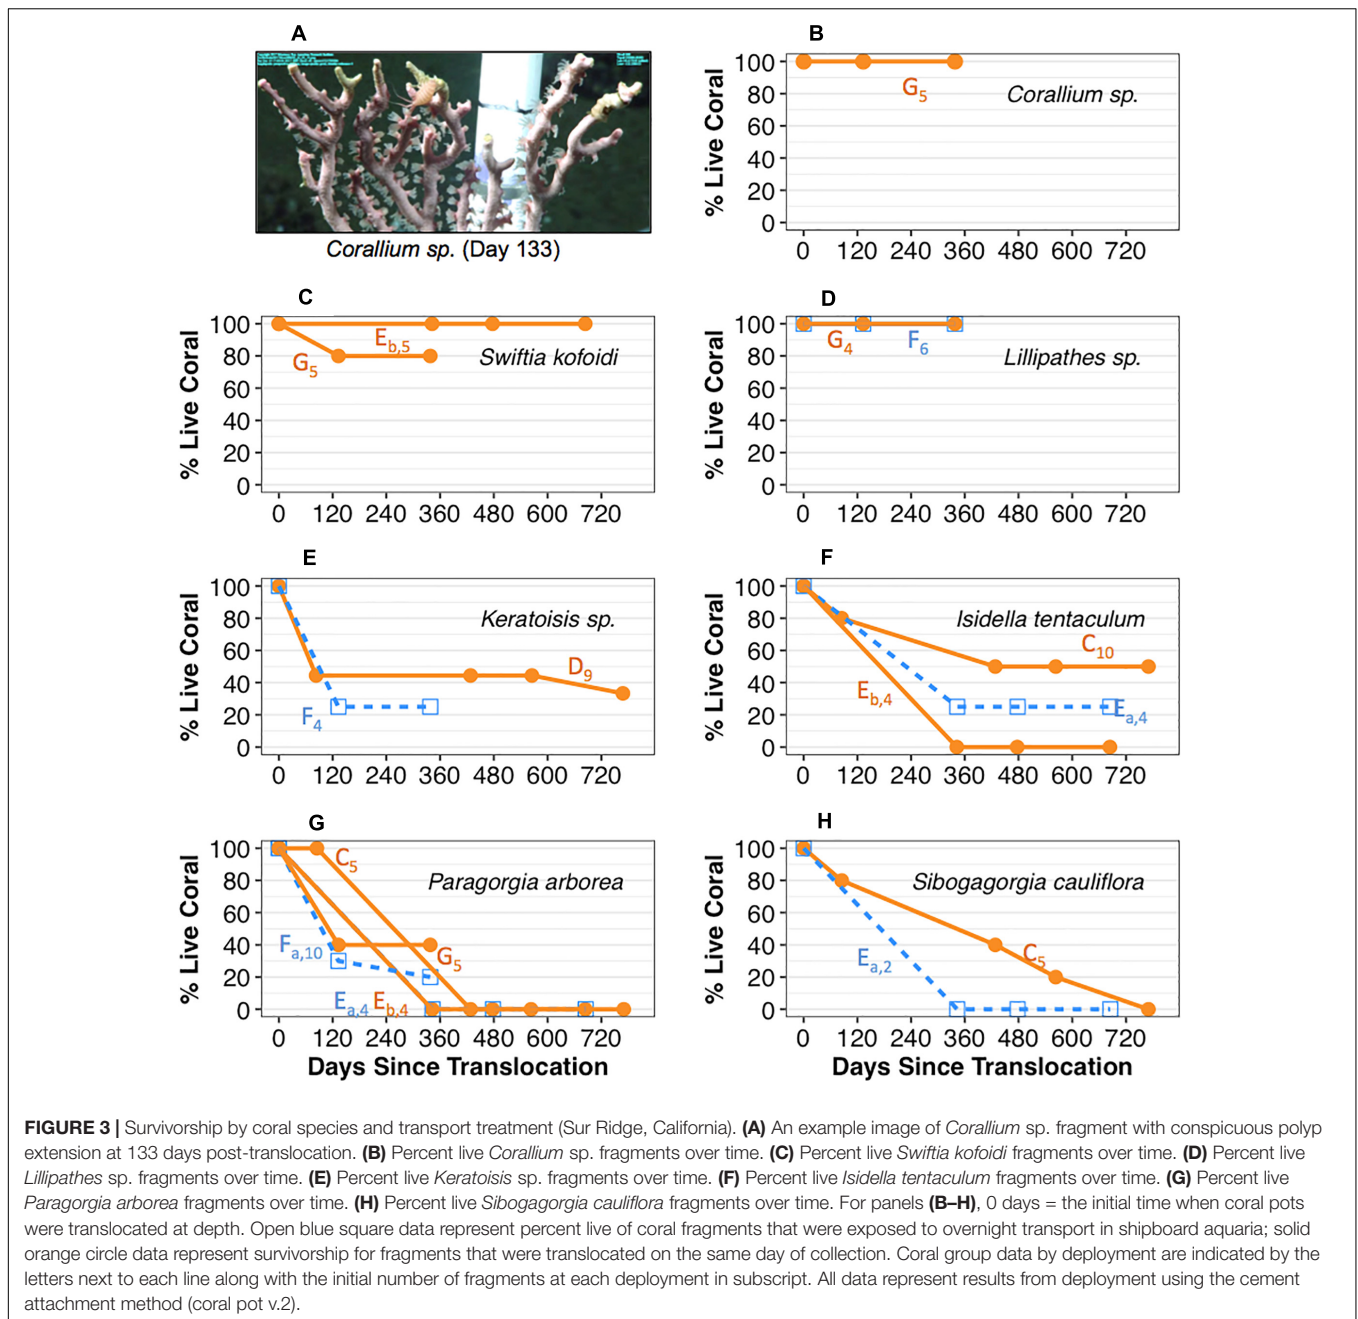 A
Corallium sp. (Day 133)
B
% Live Coral
100
80
60
40
20
0
G5
Corallium sp.
0 120 240 360 480 600 720
C
% Live Coral
100
80
60
40
20
0
Eb,5
G5
Swiftia kofoidi
0 120 240 360 480 600 720
D
% Live Coral
100
80
60
40
20
0
G4 F6
Lillipathes sp.
0 120 240 360 480 600 720
E
% Live Coral
100
80
60
40
20
0
Keratoisis sp.
D9
F4
0 120 240 360 480 600 720
F
% Live Coral
100
80
60
40
20
0
Isidella tentaculum
C10
Eb,4
Ea,4
0 120 240 360 480 600 720
G
% Live Coral
100
80
60
40
20
0
C5
Paragorgia arborea
Fa,10
G5
Ea,4 Eb,4
0 120 240 360 480 600 720
Days Since Translocation
H
% Live Coral
100
80
60
40
20
0
Sibogagorgia cauliflora
Ea,2
C5
0 120 240 360 480 600 720
Days Since Translocation
FIGURE 3 | Survivorship by coral species and transport treatment (Sur Ridge, California). (A) An example image of Corallium sp. fragment with conspicuous polyp
extension at 133 days post-translocation. (B) Percent live Corallium sp. fragments over time. (C) Percent live Swiftia kofoidi fragments over time. (D) Percent live
Lillipathes sp. fragments over time. (E) Percent live Keratoisis sp. fragments over time. (F) Percent live Isidella tentaculum fragments over time. (G) Percent live
Paragorgia arborea fragments over time. (H) Percent live Sibogagorgia cauliflora fragments over time. For panels (B–H), 0 days = the initial time when coral pots
were translocated at depth. Open blue square data represent percent live of coral fragments that were exposed to overnight transport in shipboard aquaria; solid
orange circle data represent survivorship for fragments that were translocated on the same day of collection. Coral group data by deployment are indicated by the
letters next to each line along with the initial number of fragments at each deployment in subscript. All data represent results from deployment using the cement
attachment method (coral pot v.2).